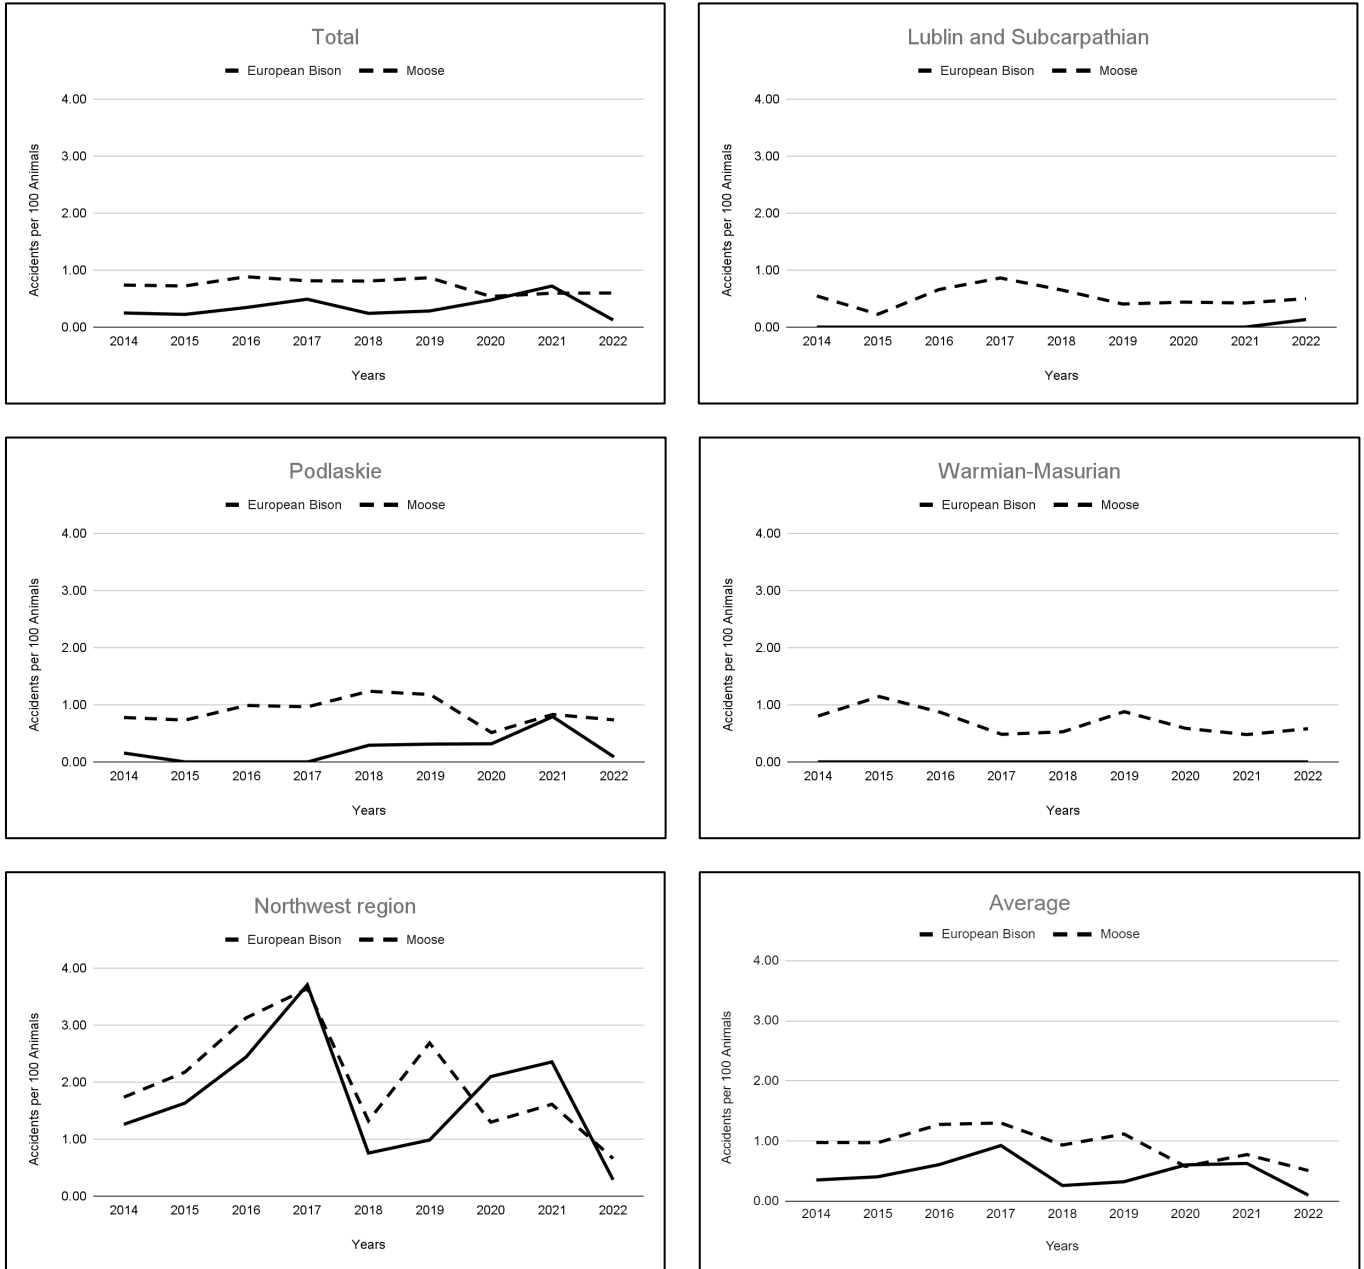 Total
European Bison Moose
4.00
3.00
2.00
1.00
0.00
Accidents per 100 Animals
2014 2015 2016 2017 2018 2019 2020 2021 2022
Years
Lublin and Subcarpathian
European Bison Moose
4.00
3.00
2.00
1.00
0.00
Accidents per 100 Animals
2014 2015 2016 2017 2018 2019 2020 2021 2022
Years
Podlaskie
European Bison Moose
4.00
3.00
2.00
1.00
0.00
Accidents per 100 Animals
2014 2015 2016 2017 2018 2019 2020 2021 2022
Years
Warmian-Masurian
European Bison Moose
4.00
3.00
2.00
1.00
0.00
Accidents per 100 Animals
2014 2015 2016 2017 2018 2019 2020 2021 2022
Years
Northwest region
European Bison Moose
4.00
3.00
2.00
1.00
0.00
Accidents per 100 Animals
2014 2015 2016 2017 2018 2019 2020 2021 2022
Years
Average
European Bison Moose
4.00
3.00
2.00
1.00
0.00
Accidents per 100 Animals
2014 2015 2016 2017 2018 2019 2020 2021 2022
Years